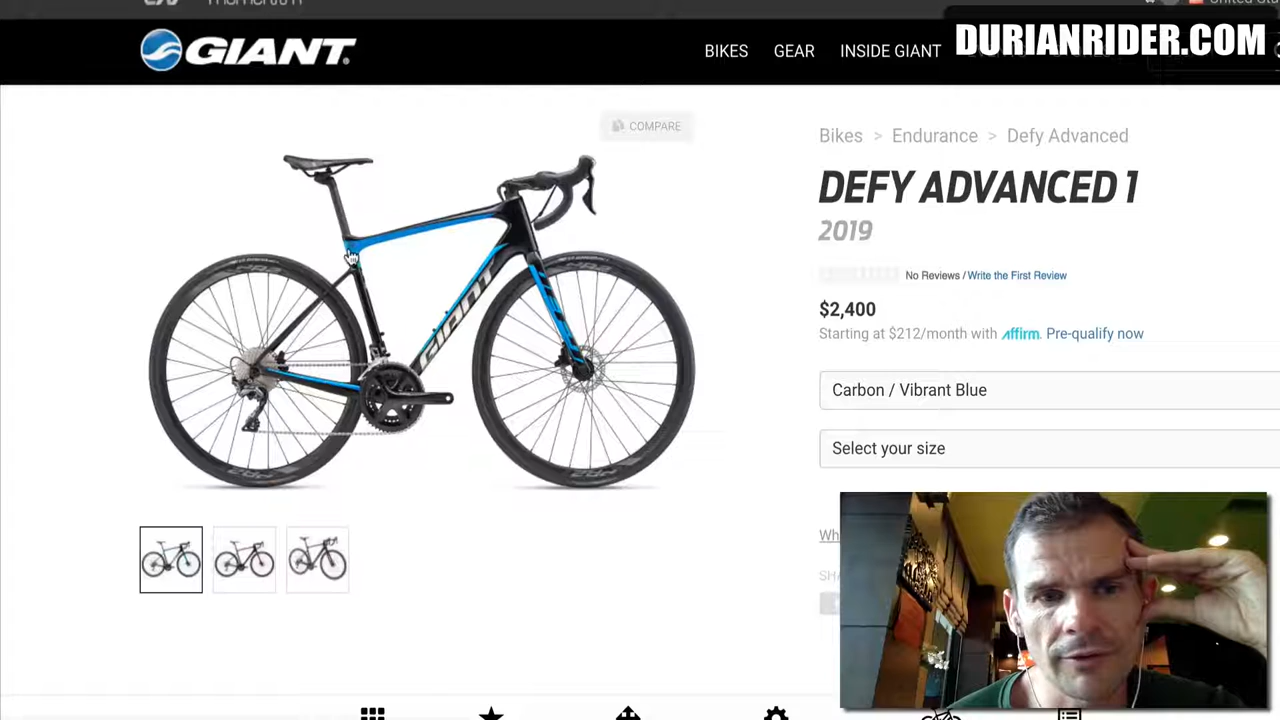 GIANT
BIKES GEAR INSIDE GIANT
DURIANRIDER.COM
COMPARE
Bikes > Endurance > Defy Advanced
DEFY ADVANCED 1
2019
No Reviews / Write the First Review
$2,400
Starting at $212/month with affirm. Pre-qualify now
Carbon / Vibrant Blue
Select your size
GIANT